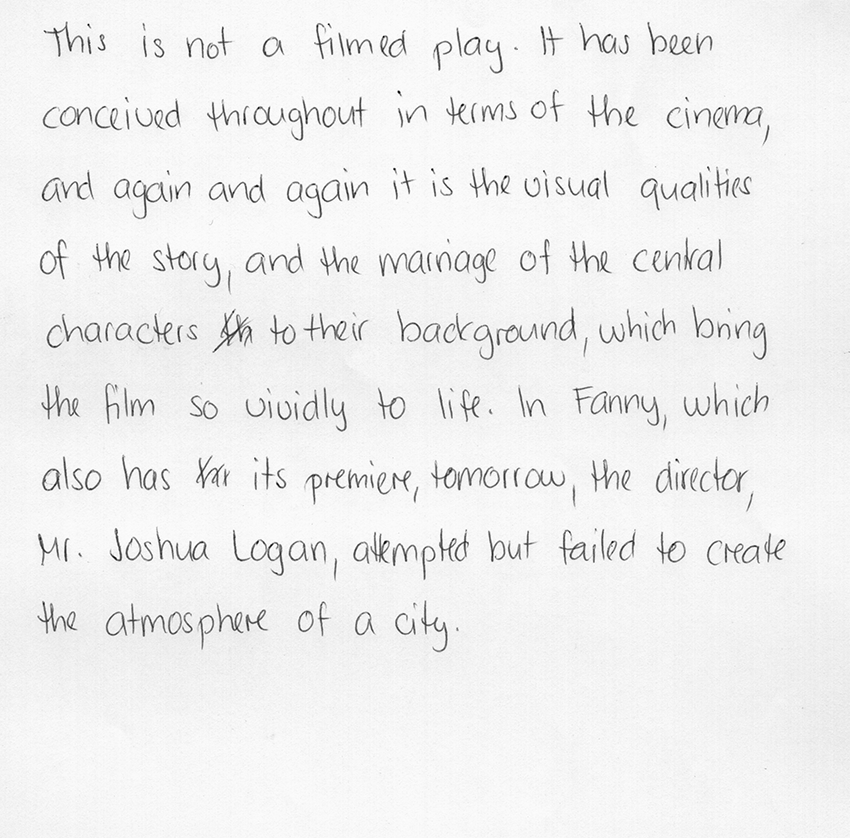 This is not a filmed play. It has been
conceived throughout in terms of the cinema,
and again and again it is the visual qualities
of the story, and the marriage of the central
characters to their background, which bring
the film so vividly to life. In Fanny, which
also has its premiere, tomorrow, the director,
Mr. Joshua Logan, attempted but failed to create
the atmosphere of a city.